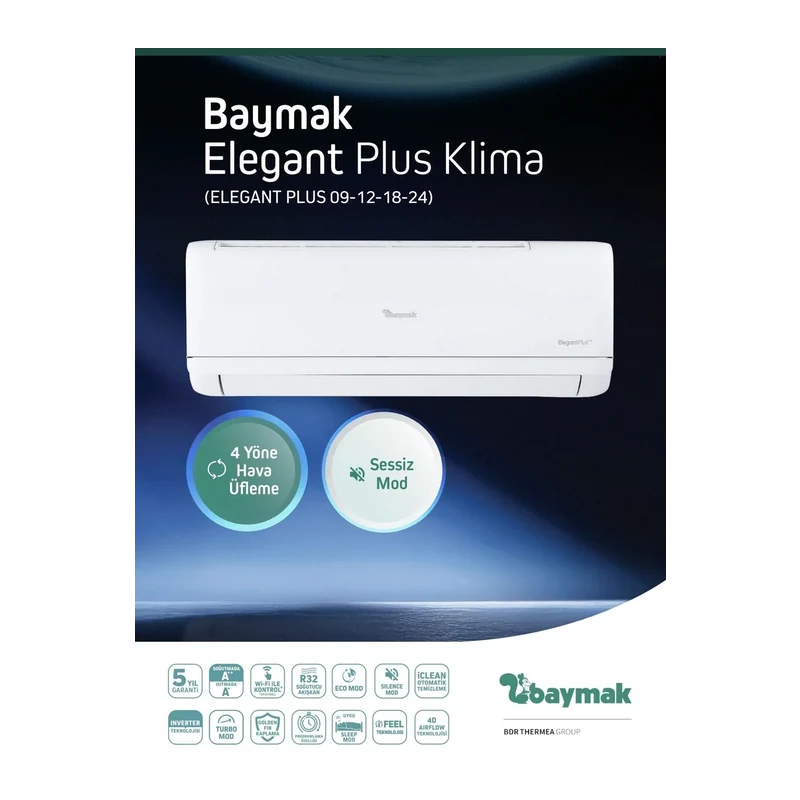 Baymak
Elegant Plus Klima
(ELEGANT PLUS 09-12-18-24)
baymak
ElegantPlus
4 Yöne
Hava
Üfleme
Sessiz
Mod
5 YIL
GARANTİ
SOĞUTMADA
A++
ISITMADA
A+
Wi-Fi İLE
KONTROL*
R32
SOĞUTUCU
AKIŞKAN
ECO MOD
SILENCE
MOD
iCLEAN
OTOMATİK
TEMİZLEME
INVERTER
TEKNOLOJİSİ
TURBO
MOD
GOLDEN
FIN
KAPLAMA
UYKU
SLEEP
MOD
iFEEL
TEKNOLOJİSİ
4D
AIRFLOW
TEKNOLOJİSİ
baymak
BDR THERMEA GROUP